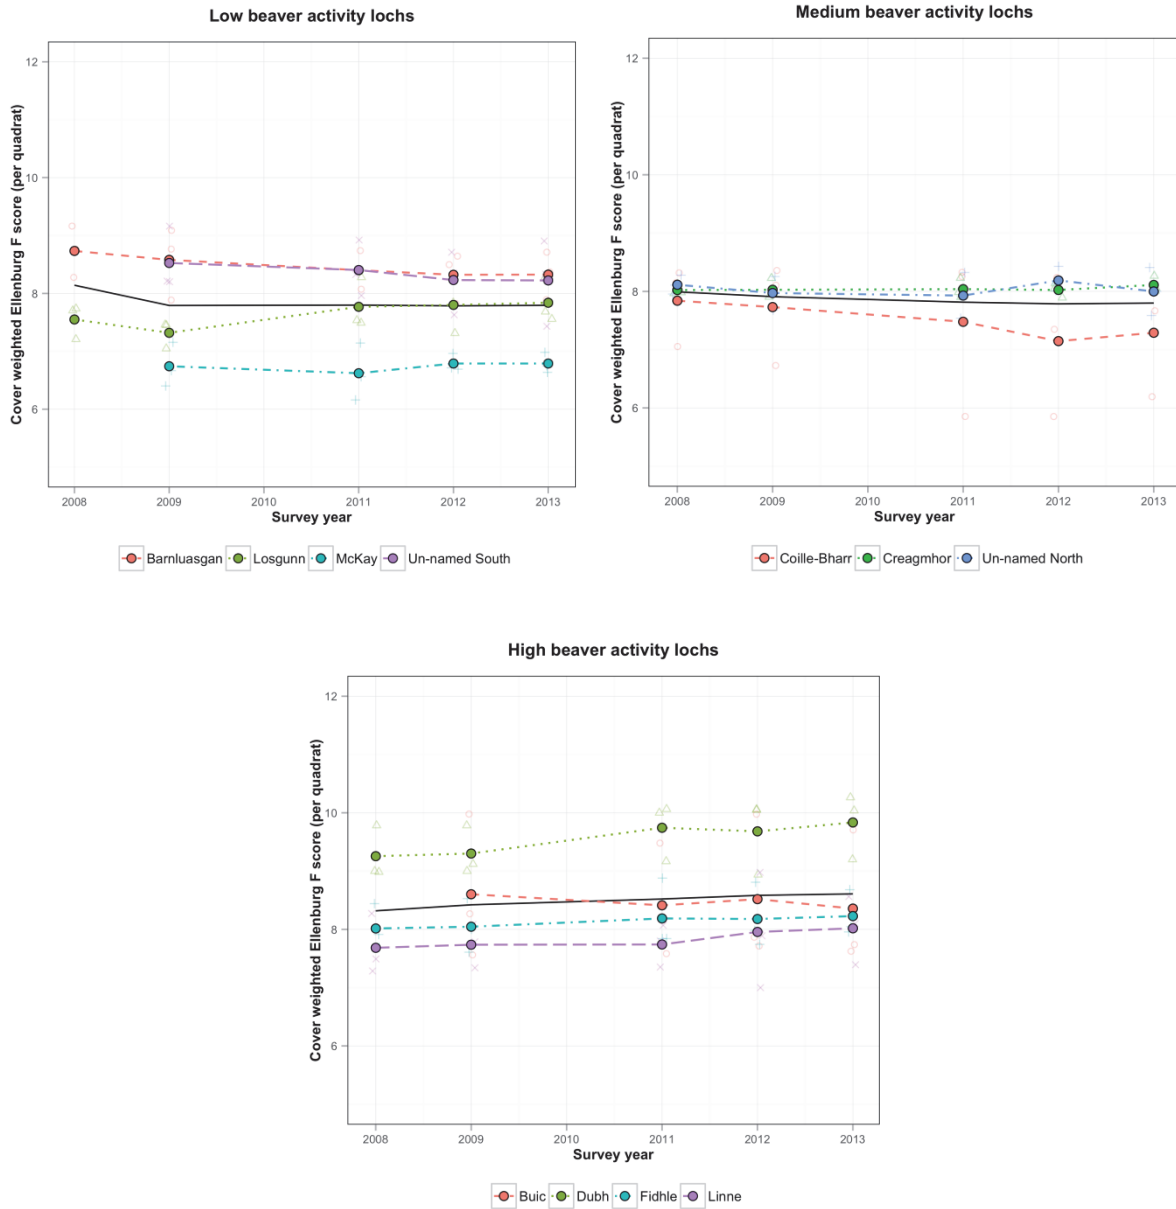 Low beaver activity lochs
Cover weighted Ellenburg F score (per quadrat)
12
10
8
6
2008 2009 2010 2011 2012 2013
Survey year
Barnluasgan Losgunn McKay Un-named South
Medium beaver activity lochs
Cover weighted Ellenburg F score (per quadrat)
12
10
8
6
2008 2009 2010 2011 2012 2013
Survey year
Coille-Bharr Creagmhor Un-named North
High beaver activity lochs
Cover weighted Ellenburg F score (per quadrat)
12
10
8
6
2008 2009 2010 2011 2012 2013
Survey year
Buic Dubh Fidhle Linne